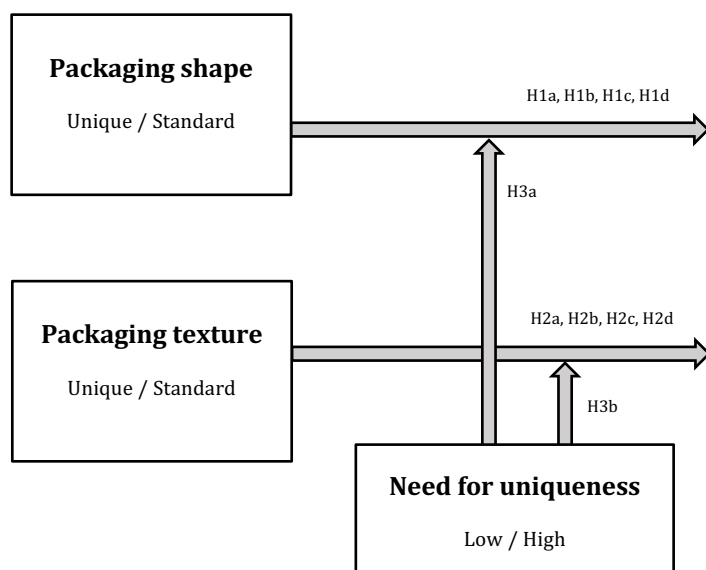 Packaging shape
Unique / Standard
H1a, H1b, H1c, H1d
H3a
Packaging texture
Unique / Standard
H2a, H2b, H2c, H2d
H3b
Need for uniqueness
Low / High